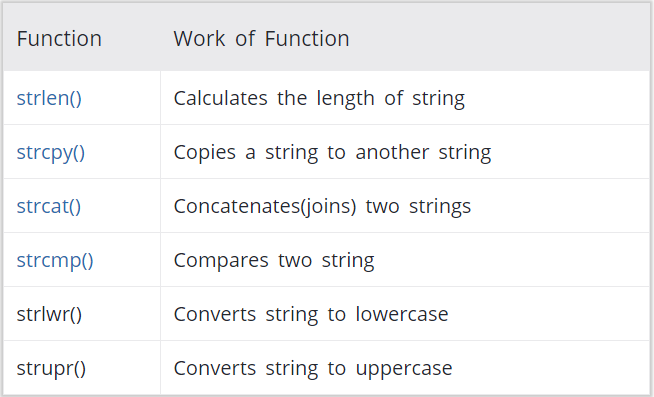 Function Work of Function
strlen() Calculates the length of string
strcpy() Copies a string to another string
strcat() Concatenates(joins) two strings
strcmp() Compares two string
strlwr() Converts string to lowercase
strupr() Converts string to uppercase